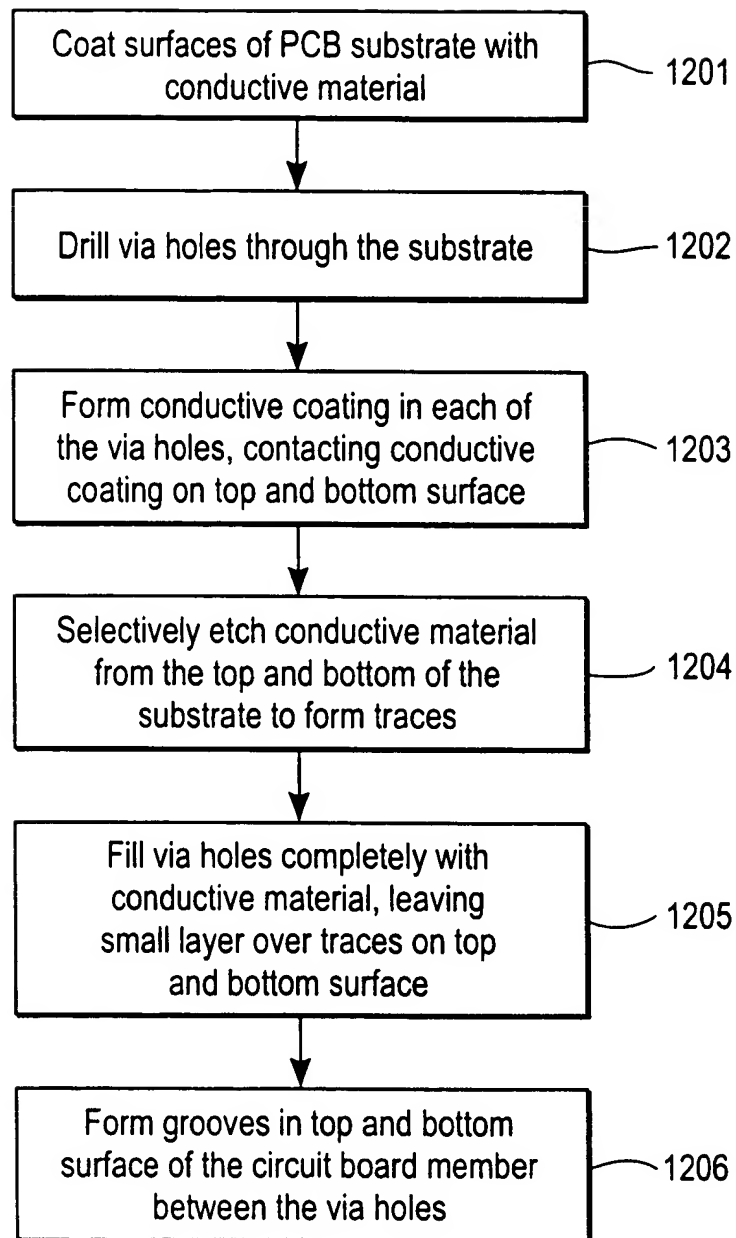 Coat surfaces of PCB substrate with
conductive material
1201
Drill via holes through the substrate
1202
Form conductive coating in each of
the via holes, contacting conductive
coating on top and bottom surface
1203
Selectively etch conductive material
from the top and bottom of the
substrate to form traces
1204
Fill via holes completely with
conductive material, leaving
small layer over traces on top
and bottom surface
1205
Form grooves in top and bottom
surface of the circuit board member
between the via holes
1206